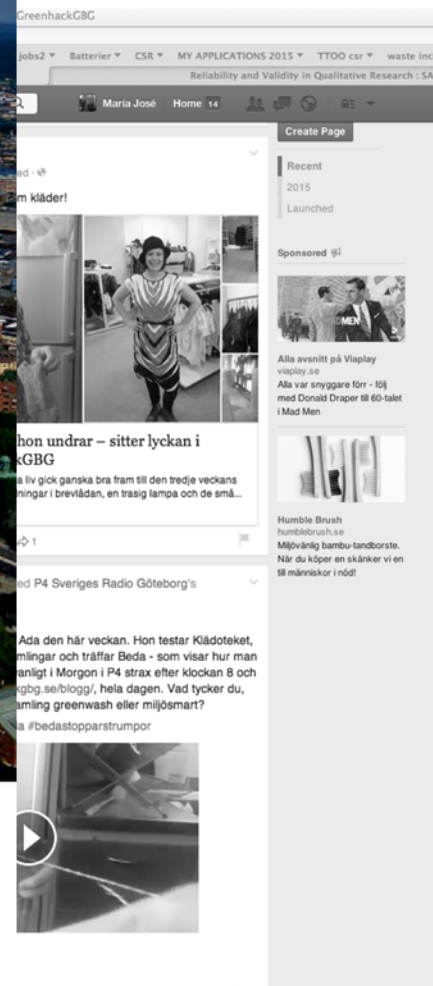 GreenhackGBG
jobs2 Batterier CSR MY APPLICATIONS 2015 TTOO csr waste inc
Reliability and Validity in Qualitative Research : SA
María José Home 14
Create Page
Recent
2015
Launched
ed
m kläder!
hon undrar – sitter lyckan i
kGBG
a liv gick ganska bra fram till den tredje veckans
ningar i brevlådan, en trasig lampa och de små...
1
Sponsored
MEN
Alla avsnitt på Viaplay
viaplay.se
Alla var snyggare förr - följ
med Donald Draper till 60-talet
i Mad Men
Humble Brush
humblebrush.se
Miljövänlig bambu-tandborste.
När du köper en skänker vi en
till människor i nöd!
ed P4 Sveriges Radio Göteborg's
Ada den här veckan. Hon testar Klädoteket,
mlingar och träffar Beda - som visar hur man
vanligt i Morgon i P4 strax efter klockan 8 och
kgbg.se/blogg/, hela dagen. Vad tycker du,
amling greenwash eller miljösmart?
a #bedastopparstrumpor